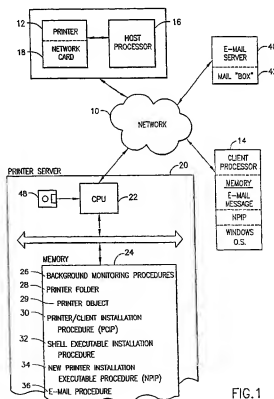 12
16
PRINTER
HOST
PROCESSOR
18
NETWORK
CARD
E-MAIL
SERVER
MAIL "BOX"
10
NETWORK
14
CLIENT
PROCESSOR
MEMORY
E-MAIL
MESSAGE
NPIP
WINDOWS
O.S.
PRINTER SERVER
20
48
CPU
22
MEMORY
24
26
BACKGROUND MONITORING PROCEDURES
28
PRINTER FOLDER
29
PRINTER OBJECT
30
PRINTER/CLIENT INSTALLATION
PROCEDURE (PCIP)
32
SHELL EXECUTABLE INSTALLATION
PROCEDURE
34
NEW PRINTER INSTALLATION
EXECUTABLE PROCEDURE (NPIP)
36
E-MAIL PROCEDURE
FIG.1